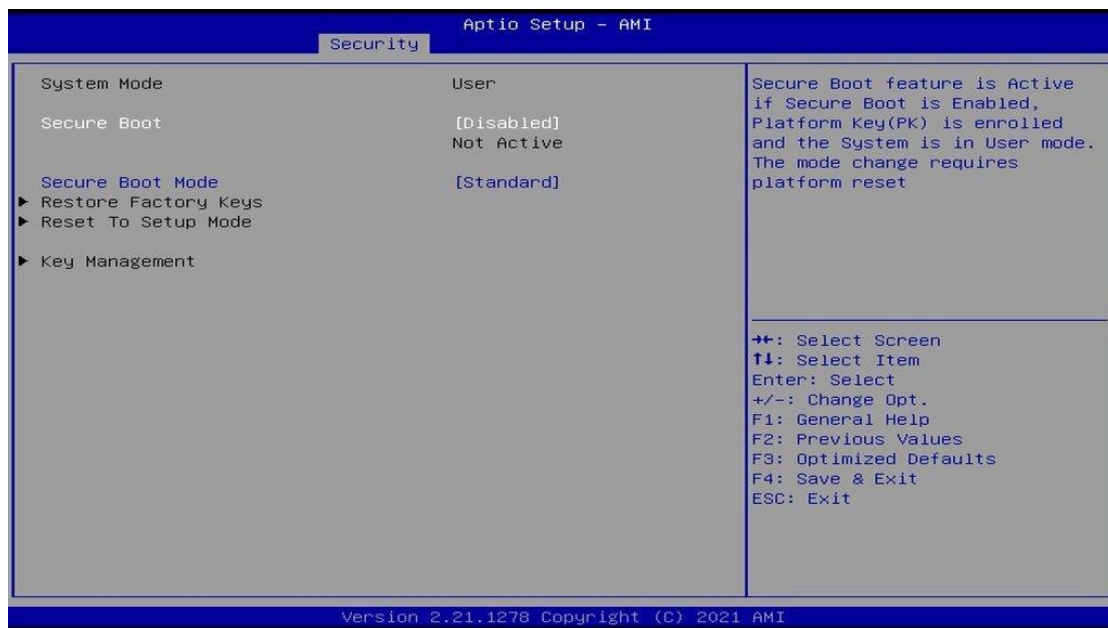 Aptio Setup – AMI
Security
System Mode User
Secure Boot [Disabled]
Not Active
Secure Boot Mode [Standard]
▶ Restore Factory Keys
▶ Reset To Setup Mode
▶ Key Management
Secure Boot feature is Active
if Secure Boot is Enabled,
Platform Key(PK) is enrolled
and the System is in User mode.
The mode change requires
platform reset
→←: Select Screen
↑↓: Select Item
Enter: Select
+/-: Change Opt.
F1: General Help
F2: Previous Values
F3: Optimized Defaults
F4: Save & Exit
ESC: Exit
Version 2.21.1278 Copyright (C) 2021 AMI